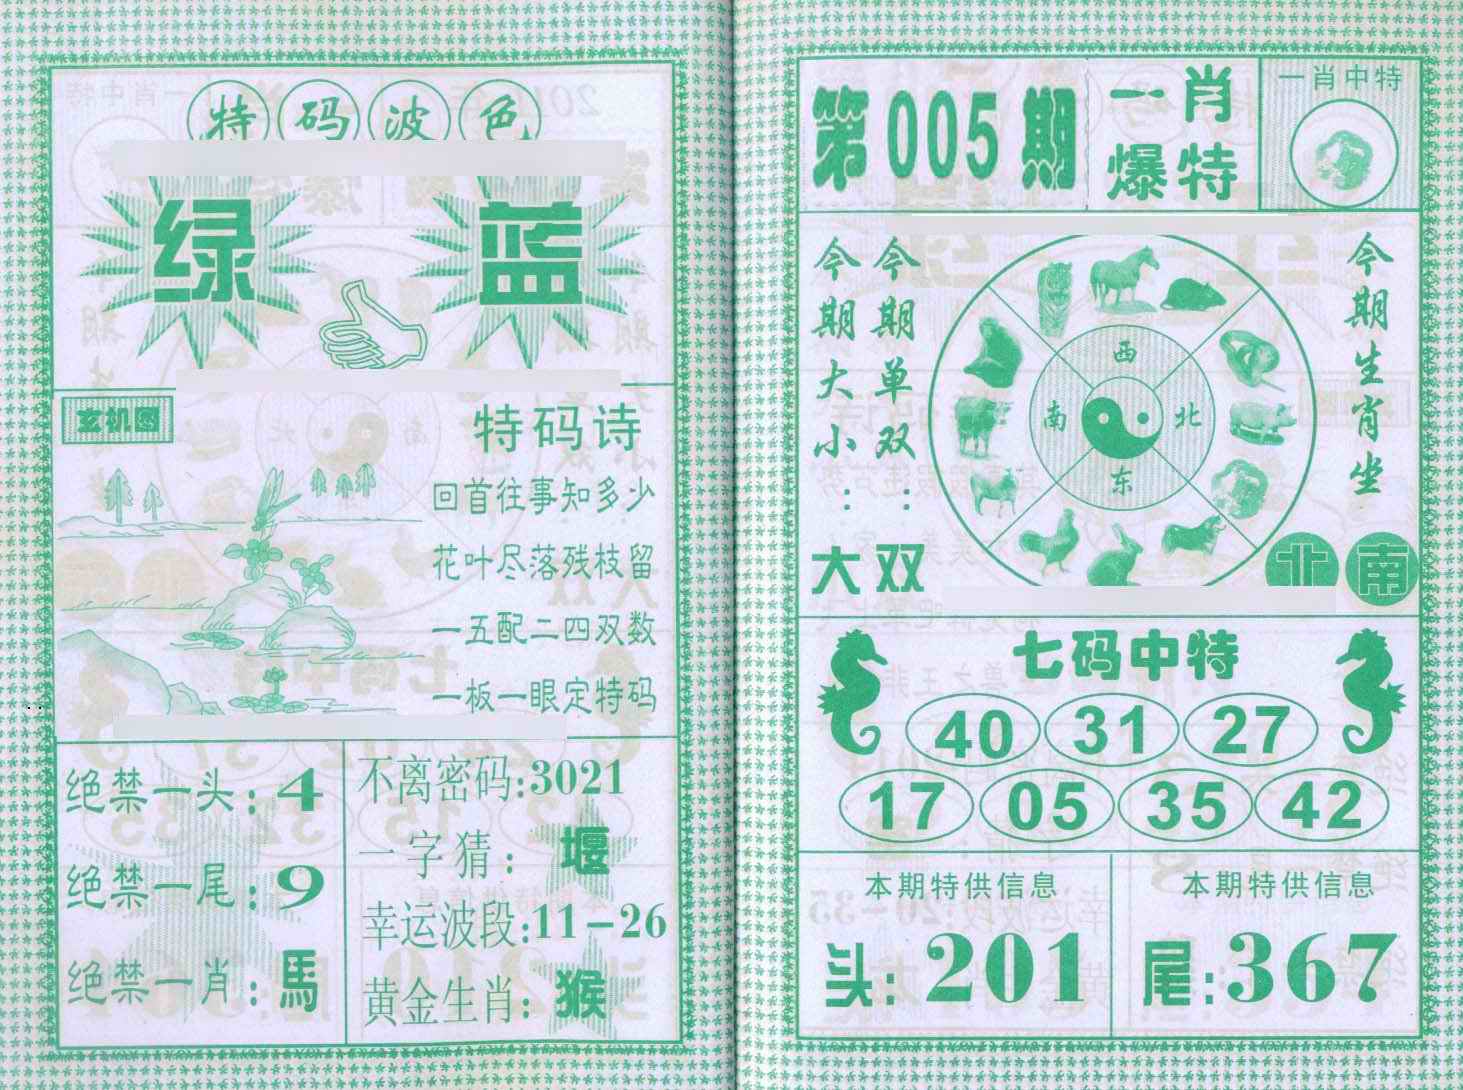 特码波色
绿 蓝
玄机图
特码诗
回首往事知多少
花叶尽落残枝留
一五配二四双数
一板一眼定特码
绝禁一头:4
绝禁一尾:9
绝禁一肖:馬
不离密码:3021
一字猜:堰
幸运波段:11-26
黄金生肖:猴
第005期
一肖
爆特
一肖中特
今期大小:大
今期单双:双
西
南 北
东
今期生肖坐
北 南
七码中特
40 31 27
17 05 35 42
本期特供信息
头:201
本期特供信息
尾:367